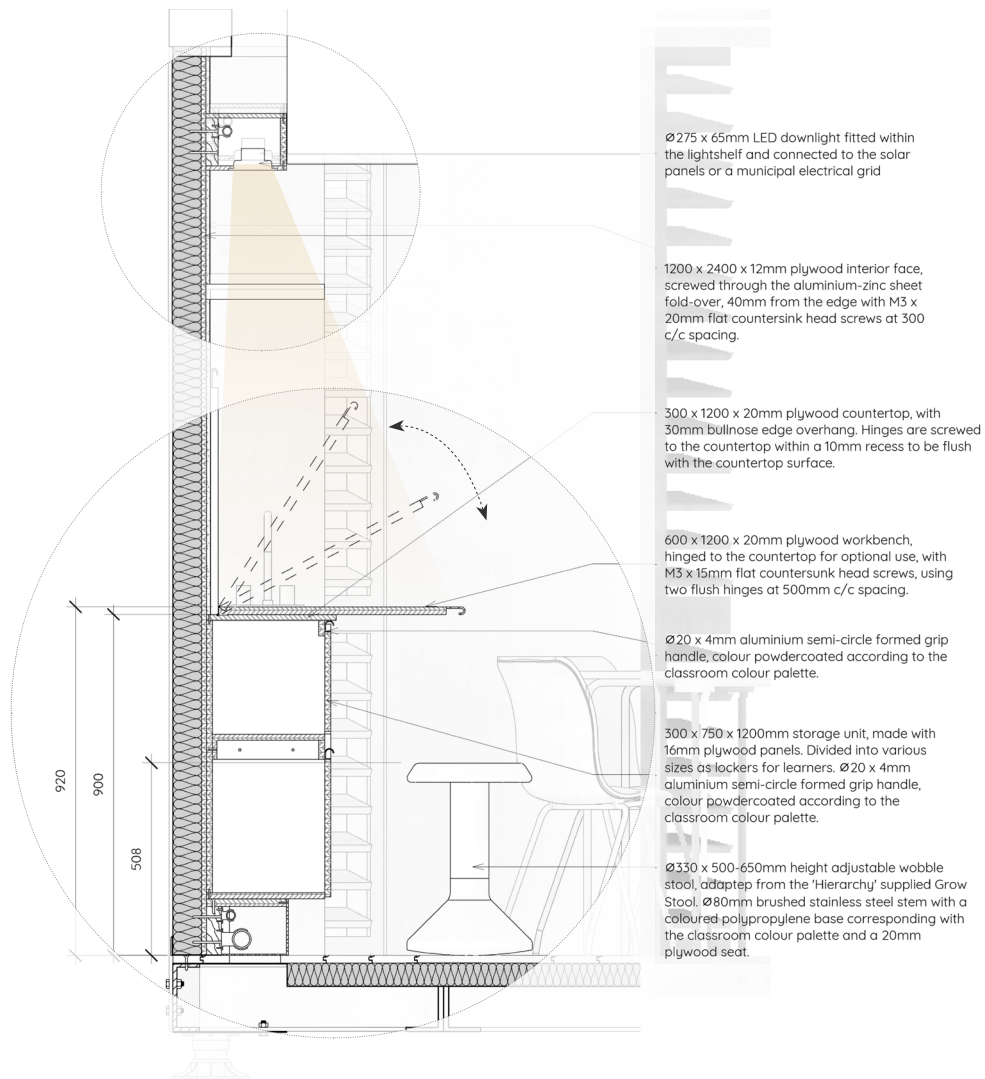 Ø275 x 65mm LED downlight fitted within
the lightshelf and connected to the solar
panels or a municipal electrical grid
1200 x 2400 x 12mm plywood interior face,
screwed through the aluminium-zinc sheet
fold-over, 40mm from the edge with M3 x
20mm flat countersink head screws at 300
c/c spacing.
300 x 1200 x 20mm plywood countertop, with
30mm bullnose edge overhang. Hinges are screwed
to the countertop within a 10mm recess to be flush
with the countertop surface.
600 x 1200 x 20mm plywood workbench,
hinged to the countertop for optional use, with
M3 x 15mm flat countersunk head screws, using
two flush hinges at 500mm c/c spacing.
Ø20 x 4mm aluminium semi-circle formed grip
handle, colour powdercoated according to the
classroom colour palette.
300 x 750 x 1200mm storage unit, made with
16mm plywood panels. Divided into various
sizes as lockers for learners. Ø20 x 4mm
aluminium semi-circle formed grip handle,
colour powdercoated according to the
classroom colour palette.
Ø330 x 500-650mm height adjustable wobble
stool, adaptep from the 'Hierarchy' supplied Grow
Stool. Ø80mm brushed stainless steel stem with a
coloured polypropylene base corresponding with
the classroom colour palette and a 20mm
plywood seat.
920
900
508